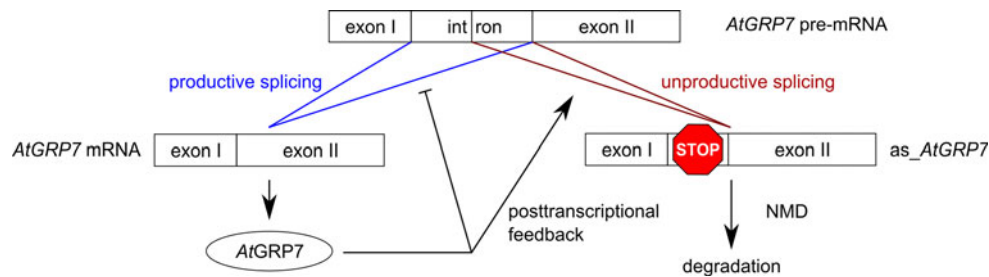 exon I int ron exon II AtGRP7 pre-mRNA
productive splicing unproductive splicing
AtGRP7 mRNA exon I exon II exon I STOP exon II as_AtGRP7
AtGRP7 posttranscriptional NMD
feedback
degradation